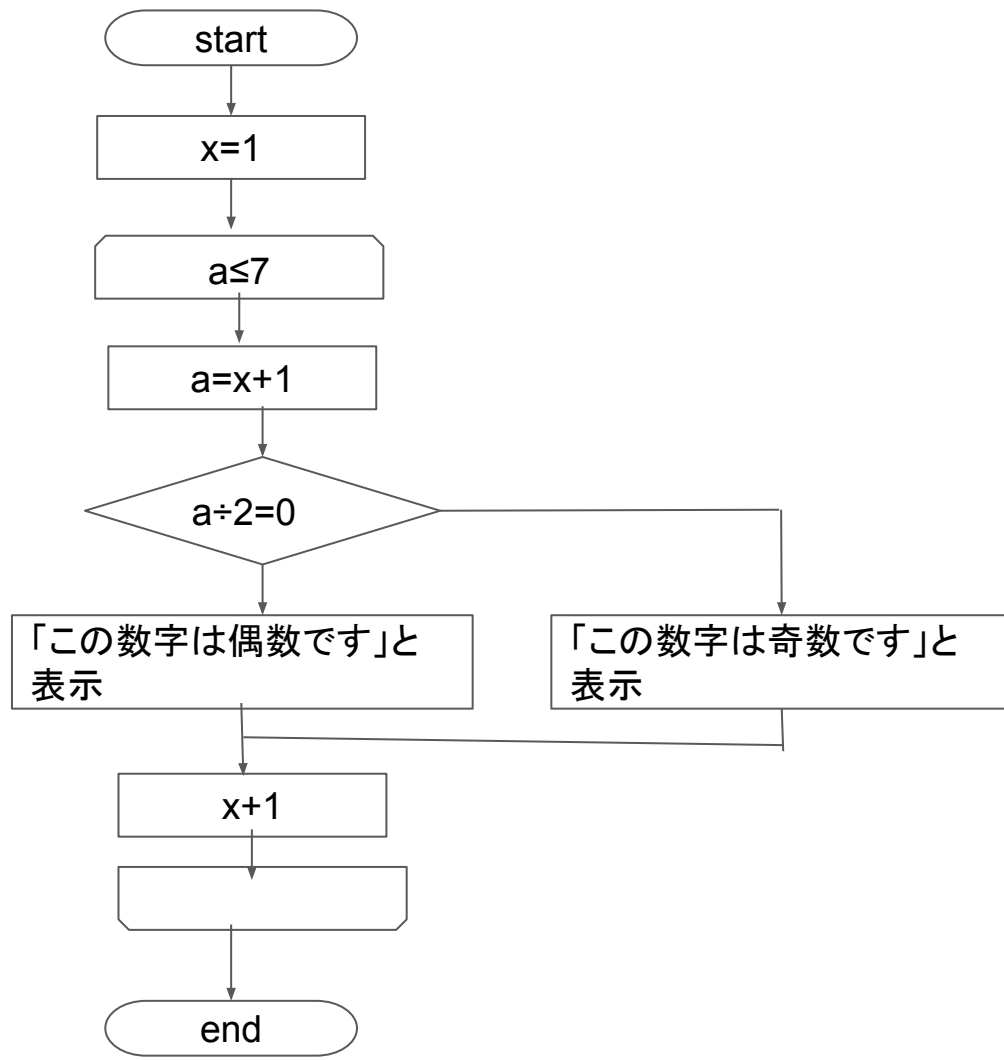 start
x=1
a≤7
a=x+1
a÷2=0
「この数字は偶数です」と
表示
「この数字は奇数です」と
表示
x+1
end